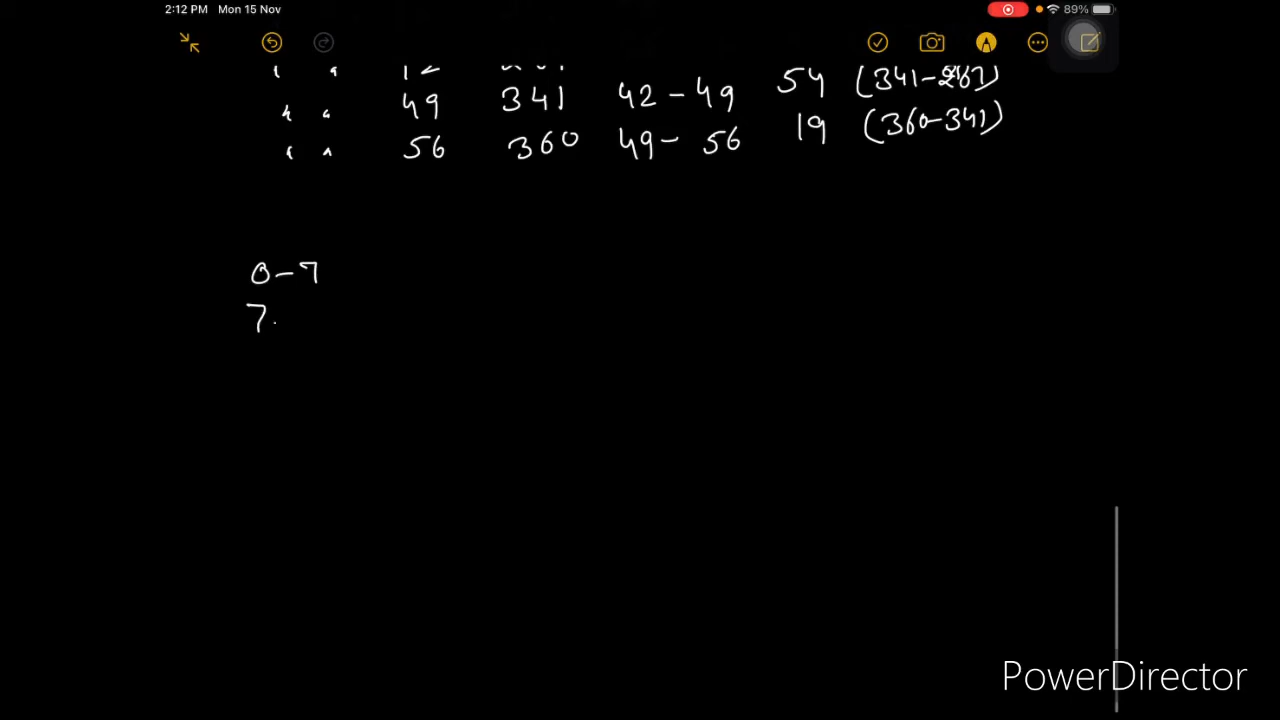 2:12 PM Mon 15 Nov 89%
54 (341-287)
" " 49 341 42 - 49
" " 56 360 49 - 56 19 (360-341)
0-7
7.
PowerDirector